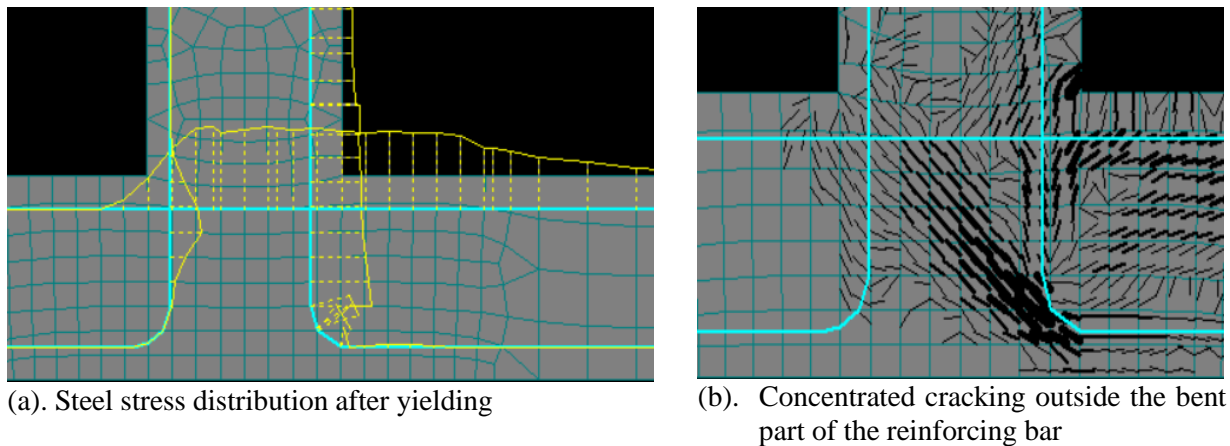 (a). Steel stress distribution after yielding
(b). Concentrated cracking outside the bent
part of the reinforcing bar